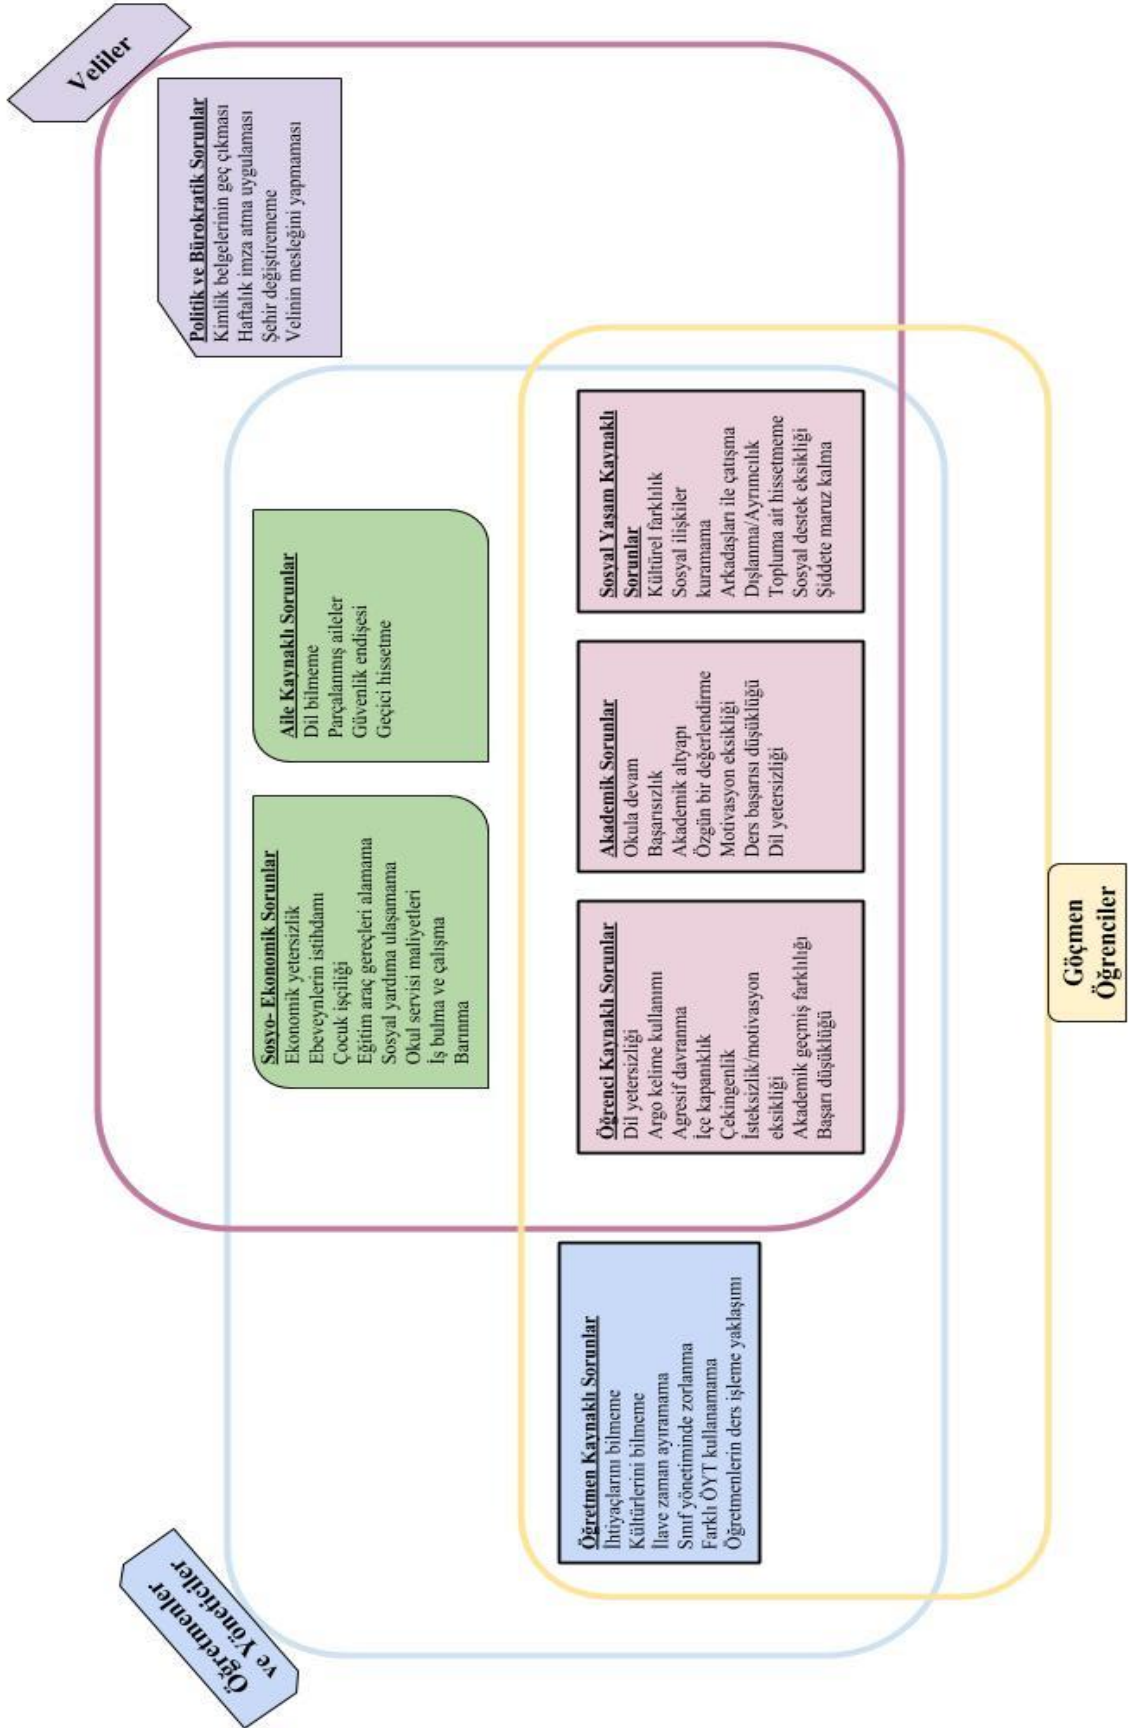 Öğretmenler
ve Yöneticiler
Veliler
Politik ve Bürokratik Sorunlar
Kimlik belgelerinin geç çıkması
Haftalık imza atma uygulaması
Şehir değiştirememe
Velinin mesleğini yapmaması
Sosyo- Ekonomik Sorunlar
Ekonomik yetersizlik
Ebeveynlerin istihdamı
Çocuk işçiliği
Eğitim araç gereçleri alamama
Sosyal yardıma ulaşamama
Okul servisi maliyetleri
İş bulma ve çalışma
Barınma
Aile Kaynaklı Sorunlar
Dil bilmeme
Parçalanmış aileler
Güvenlik endişesi
Geçici hissetme
Öğretmen Kaynaklı Sorunlar
İhtiyaçlarını bilmeme
Kültürlerini bilmeme
İlave zaman ayıramama
Sınıf yönetiminde zorlanma
Farklı ÖYT kullanamama
Öğretmenlerin ders işleme yaklaşımı
Öğrenci Kaynaklı Sorunlar
Dil yetersizliği
Argo kelime kullanımı
Agresif davranma
İçe kapanıklık
Çekingenlik
İsteksizlik/motivasyon
eksikliği
Akademik geçmiş farklılığı
Başarı düşüklüğü
Akademik Sorunlar
Okula devam
Başarısızlık
Akademik altyapı
Özgün bir değerlendirme
Motivasyon eksikliği
Ders başarısı düşüklüğü
Dil yetersizliği
Sosyal Yaşam Kaynaklı
Sorunlar
Kültürel farklılık
Sosyal ilişkiler
kuramama
Arkadaşları ile çatışma
Dışlanma/Ayrımcılık
Topluma ait hissetmeme
Sosyal destek eksikliği
Şiddete maruz kalma
Göçmen
Öğrenciler